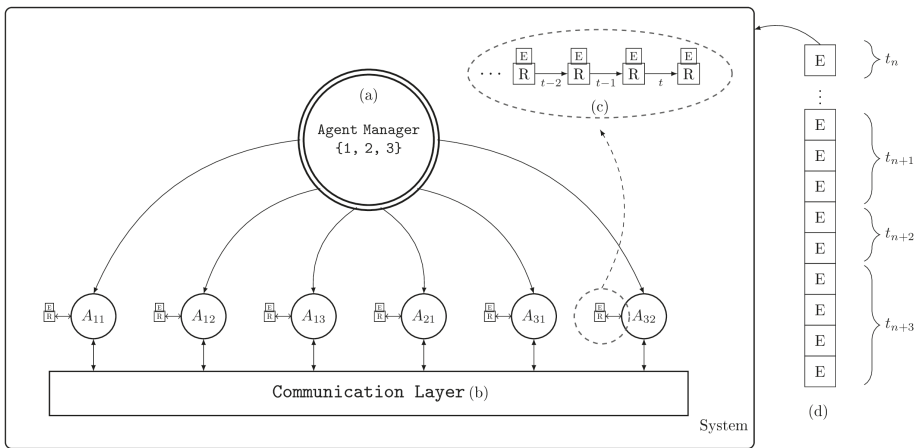 (a)
Agent Manager
{1, 2, 3}
E E E E
· · · R R R R
t−2 t−1 t
(c)
E E E E E E
R R R R R R
A11 A12 A13 A21 A31 A32
Communication Layer (b)
System
E tn
⋮
E
E tn+1
E
E tn+2
E
E
E tn+3
E
E
(d)